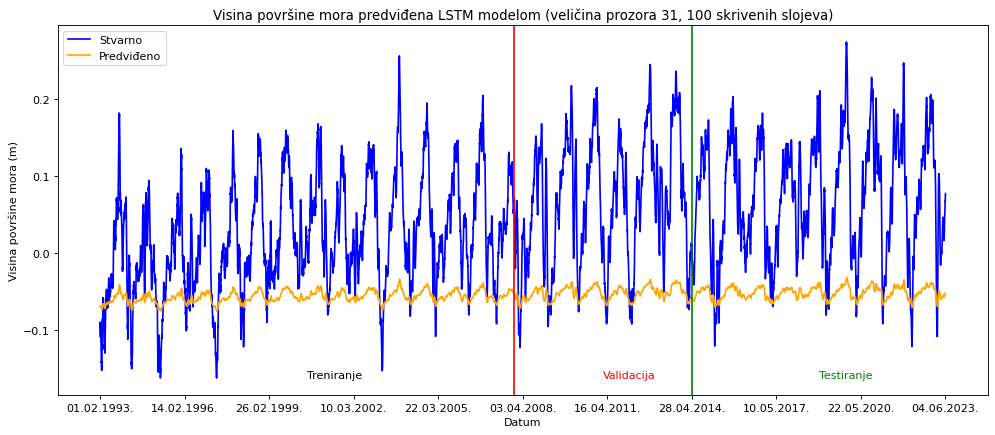 Visina površine mora predviđena LSTM modelom (veličina prozora 31, 100 skrivenih slojeva)
Stvarno
Predviđeno
Visina površine mora (m)
0.2
0.1
0.0
−0.1
Treniranje
Validacija
Testiranje
01.02.1993.
14.02.1996.
26.02.1999.
10.03.2002.
22.03.2005.
03.04.2008.
16.04.2011.
28.04.2014.
10.05.2017.
22.05.2020.
04.06.2023.
Datum